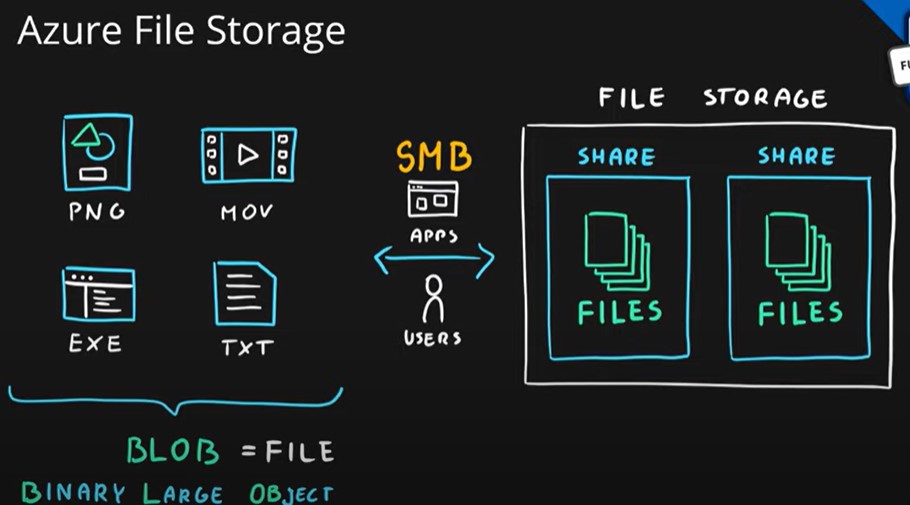 Azure File Storage
FILE STORAGE
PNG
MOV
EXE
TXT
BLOB = FILE
BINARY LARGE OBJECT
SMB
APPS
USERS
SHARE
FILES
SHARE
FILES